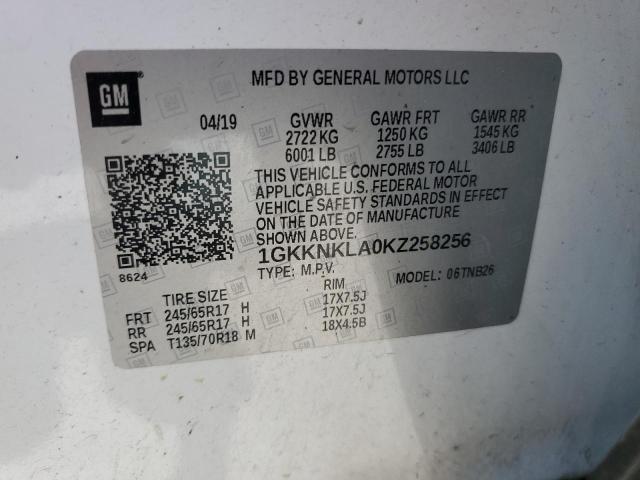 GM
MFD BY GENERAL MOTORS LLC
04/19 GVWR GAWR FRT GAWR RR
2722 KG 1250 KG 1545 KG
6001 LB 2755 LB 3406 LB
THIS VEHICLE CONFORMS TO ALL
APPLICABLE U.S. FEDERAL MOTOR
VEHICLE SAFETY STANDARDS IN EFFECT
ON THE DATE OF MANUFACTURE
SHOWN ABOVE.
1GKKNKLA0KZ258256
8624 TYPE: M.P.V. MODEL: 06TNB26
TIRE SIZE RIM
FRT 245/65R17 H 17X7.5J
RR 245/65R17 H 17X7.5J
SPA T135/70R18 M 18X4.5B